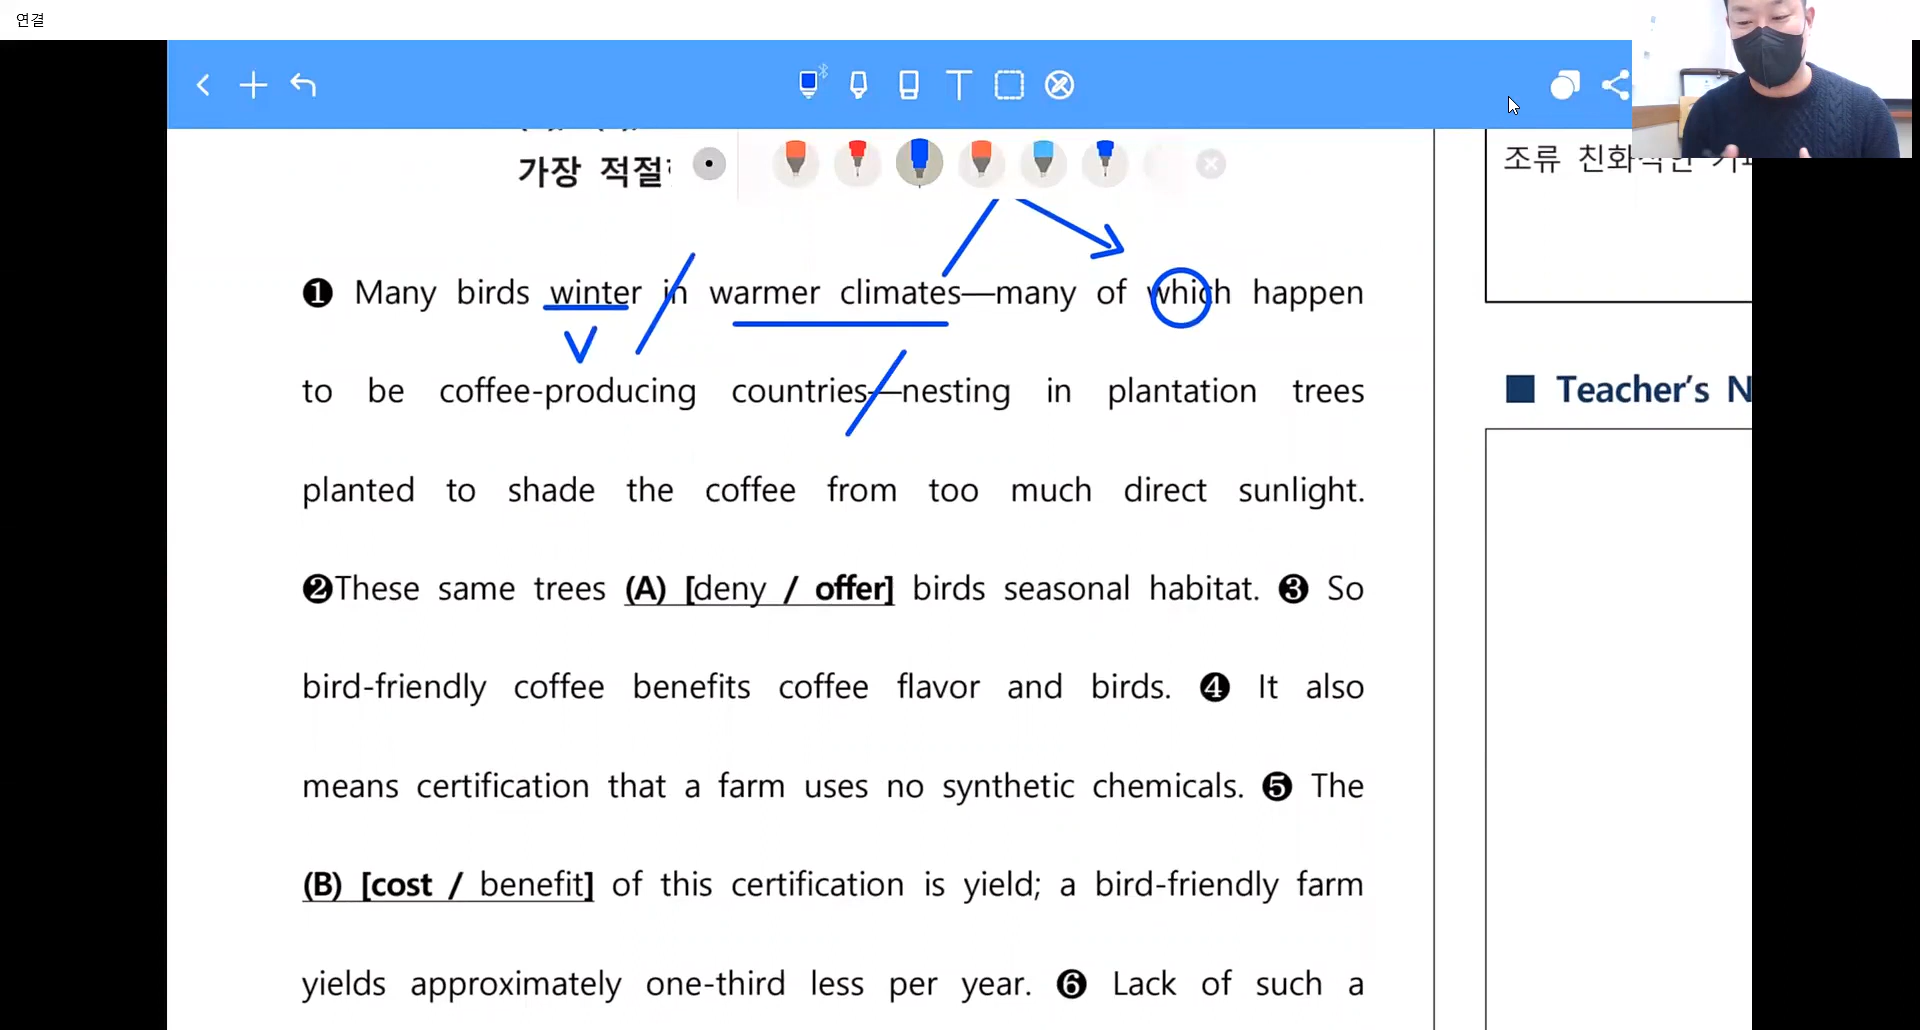 연결
가장 적절
조류 친화적인
❶ Many birds winter in warmer climates—many of which happen
to be coffee-producing countries—nesting in plantation trees
planted to shade the coffee from too much direct sunlight.
❷These same trees (A) [deny / offer] birds seasonal habitat. ❸ So
bird-friendly coffee benefits coffee flavor and birds. ❹ It also
means certification that a farm uses no synthetic chemicals. ❺ The
(B) [cost / benefit] of this certification is yield; a bird-friendly farm
yields approximately one-third less per year. ❻ Lack of such a
V
Teacher's N